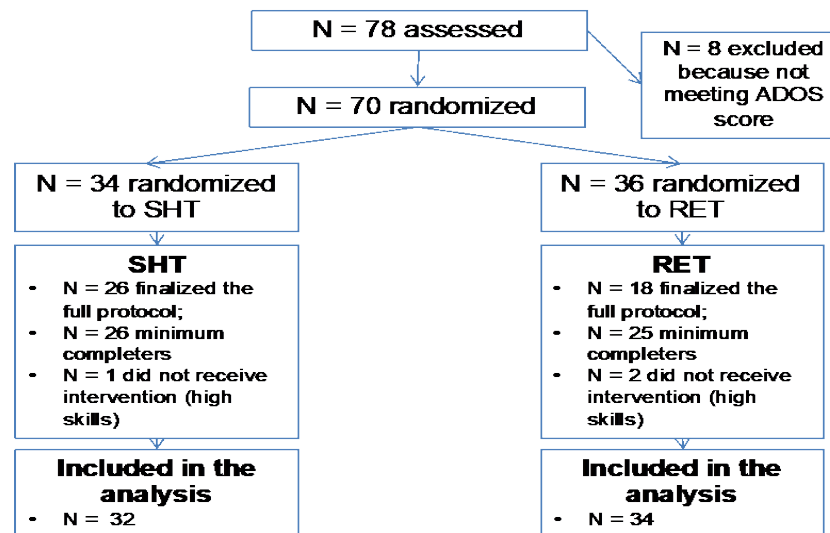 N = 78 assessed
N = 8 excluded
because not
meeting ADOS
score
N = 70 randomized
N = 34 randomized
to SHT
N = 36 randomized
to RET
SHT
• N = 26 finalized the
full protocol;
• N = 26 minimum
completers
• N = 1 did not receive
intervention (high
skills)
RET
• N = 18 finalized the
full protocol;
• N = 25 minimum
completers
• N = 2 did not receive
intervention (high
skills)
Included in the
analysis
• N = 32
Included in the
analysis
• N = 34